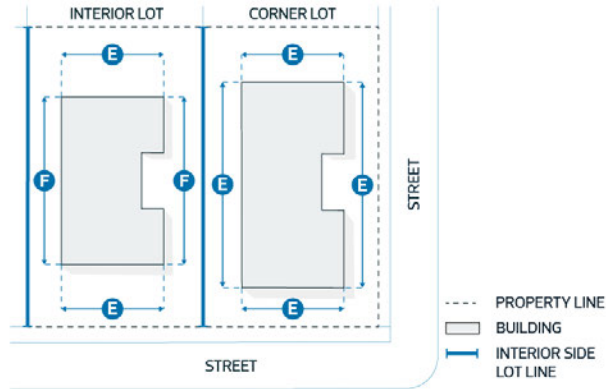 INTERIOR LOT
CORNER LOT
E
E
F
F
E
E
E
E
STREET
STREET
PROPERTY LINE
BUILDING
INTERIOR SIDE
LOT LINE